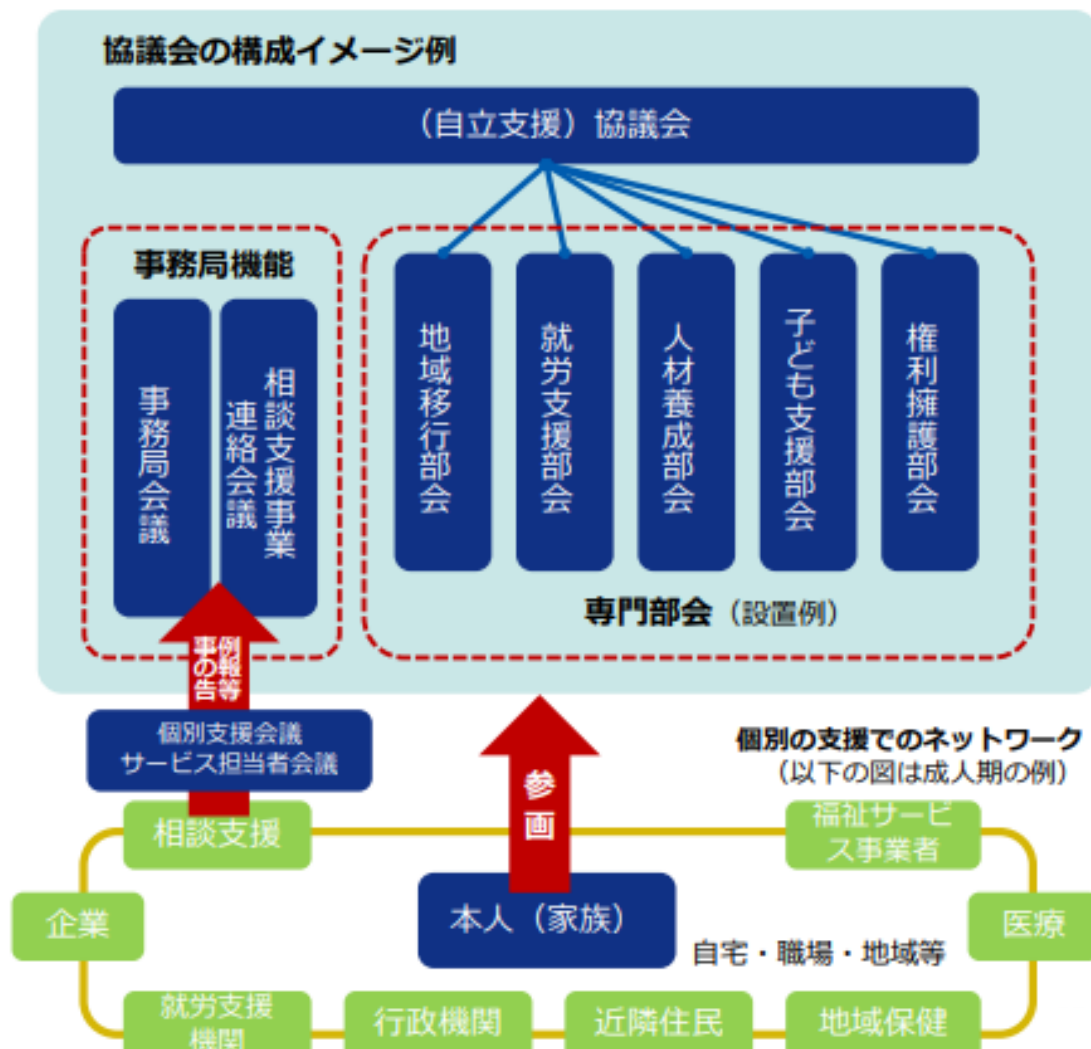 協議会の構成イメージ例
（自立支援）協議会
事務局機能
事務局会議
相談支援事業
連絡会議
地域移行部会
就労支援部会
人材養成部会
子ども支援部会
権利擁護部会
専門部会（設置例）
事例
の報
告等
個別支援会議
サービス担当者会議
参画
個別の支援でのネットワーク
（以下の図は成人期の例）
相談支援
福祉サービ
ス事業者
企業
本人（家族）
医療
自宅・職場・地域等
就労支援
機関
行政機関
近隣住民
地域保健